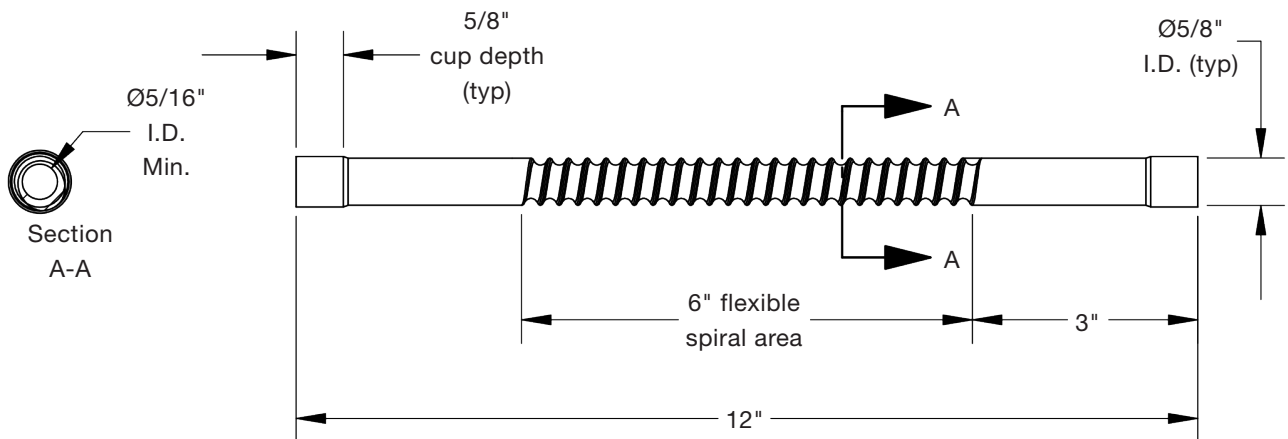 5/8"
cup depth
(typ)
Ø5/8"
I.D. (typ)
Ø5/16"
I.D.
Min.
A
Section
A-A
A
6" flexible
spiral area
3"
12"